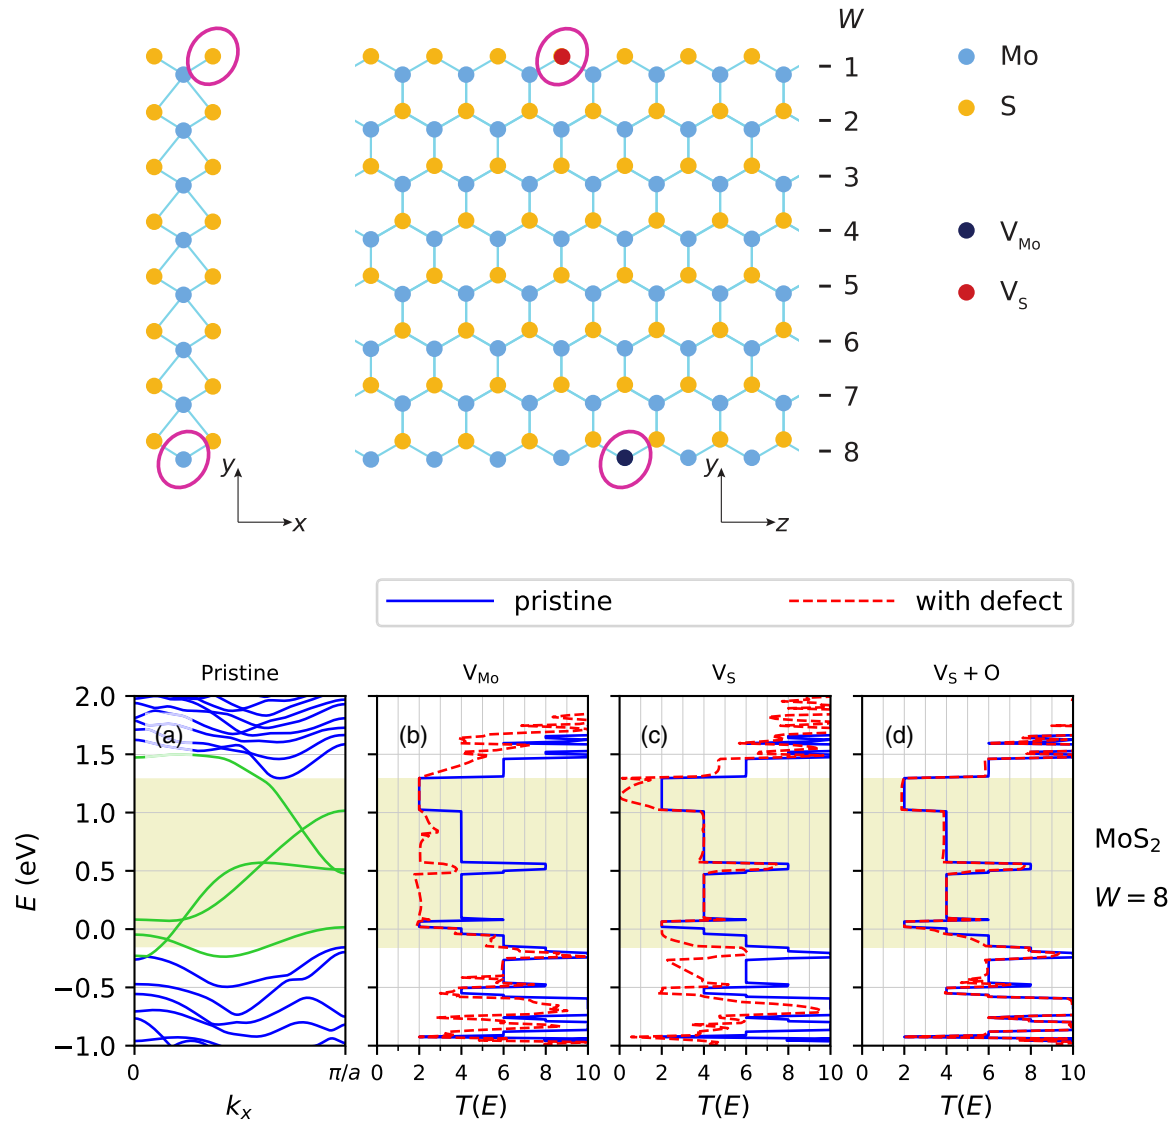 W
1
2
3
4
5
6
7
8
Mo
S
V_Mo
V_S
y
x
y
z
pristine
with defect
Pristine
V_Mo
V_S
V_S + O
(a)
(b)
(c)
(d)
E (eV)
2.0
1.5
1.0
0.5
0.0
−0.5
−1.0
0
π/a
0 2 4 6 8 10
0 2 4 6 8 10
0 2 4 6 8 10
k_x
T(E)
T(E)
T(E)
MoS₂
W = 8